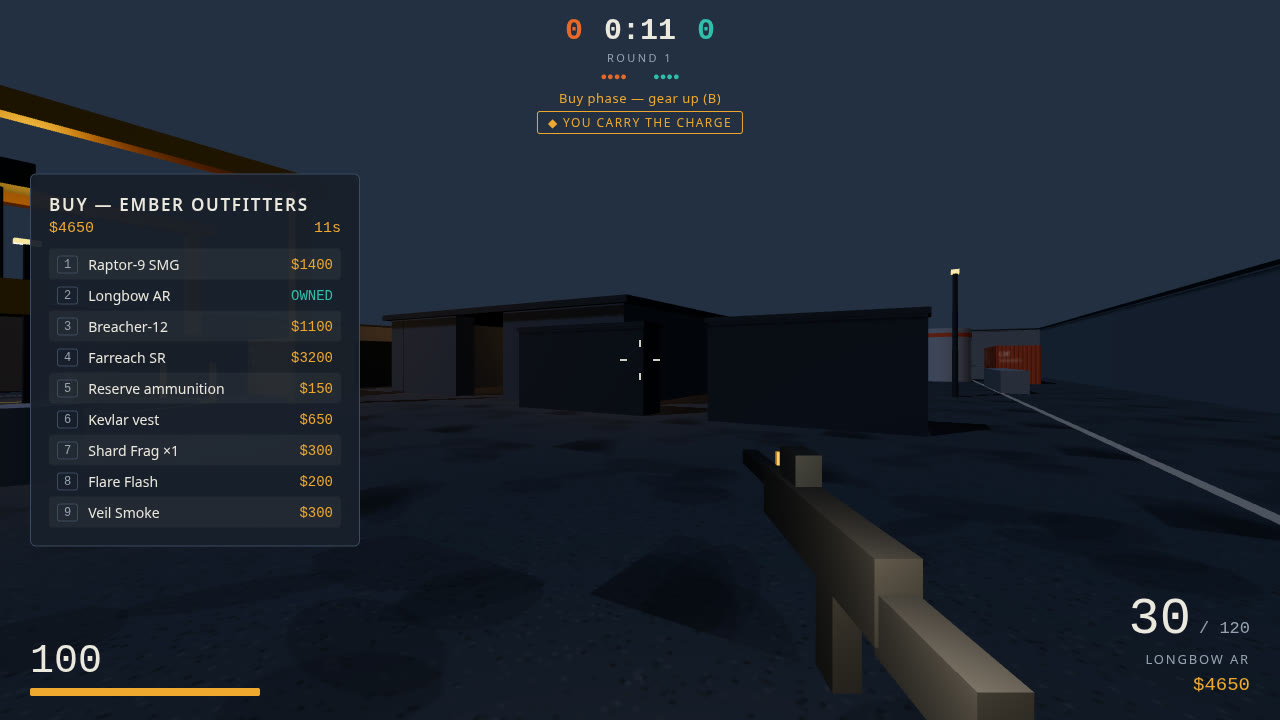 0 0:11 0
ROUND 1
Buy phase — gear up (B)
◆ YOU CARRY THE CHARGE
BUY — EMBER OUTFITTERS
$4650 11s
1 Raptor-9 SMG $1400
2 Longbow AR OWNED
3 Breacher-12 $1100
4 Farreach SR $3200
5 Reserve ammunition $150
6 Kevlar vest $650
7 Shard Frag ×1 $300
8 Flare Flash $200
9 Veil Smoke $300
100
30 / 120
LONGBOW AR
$4650